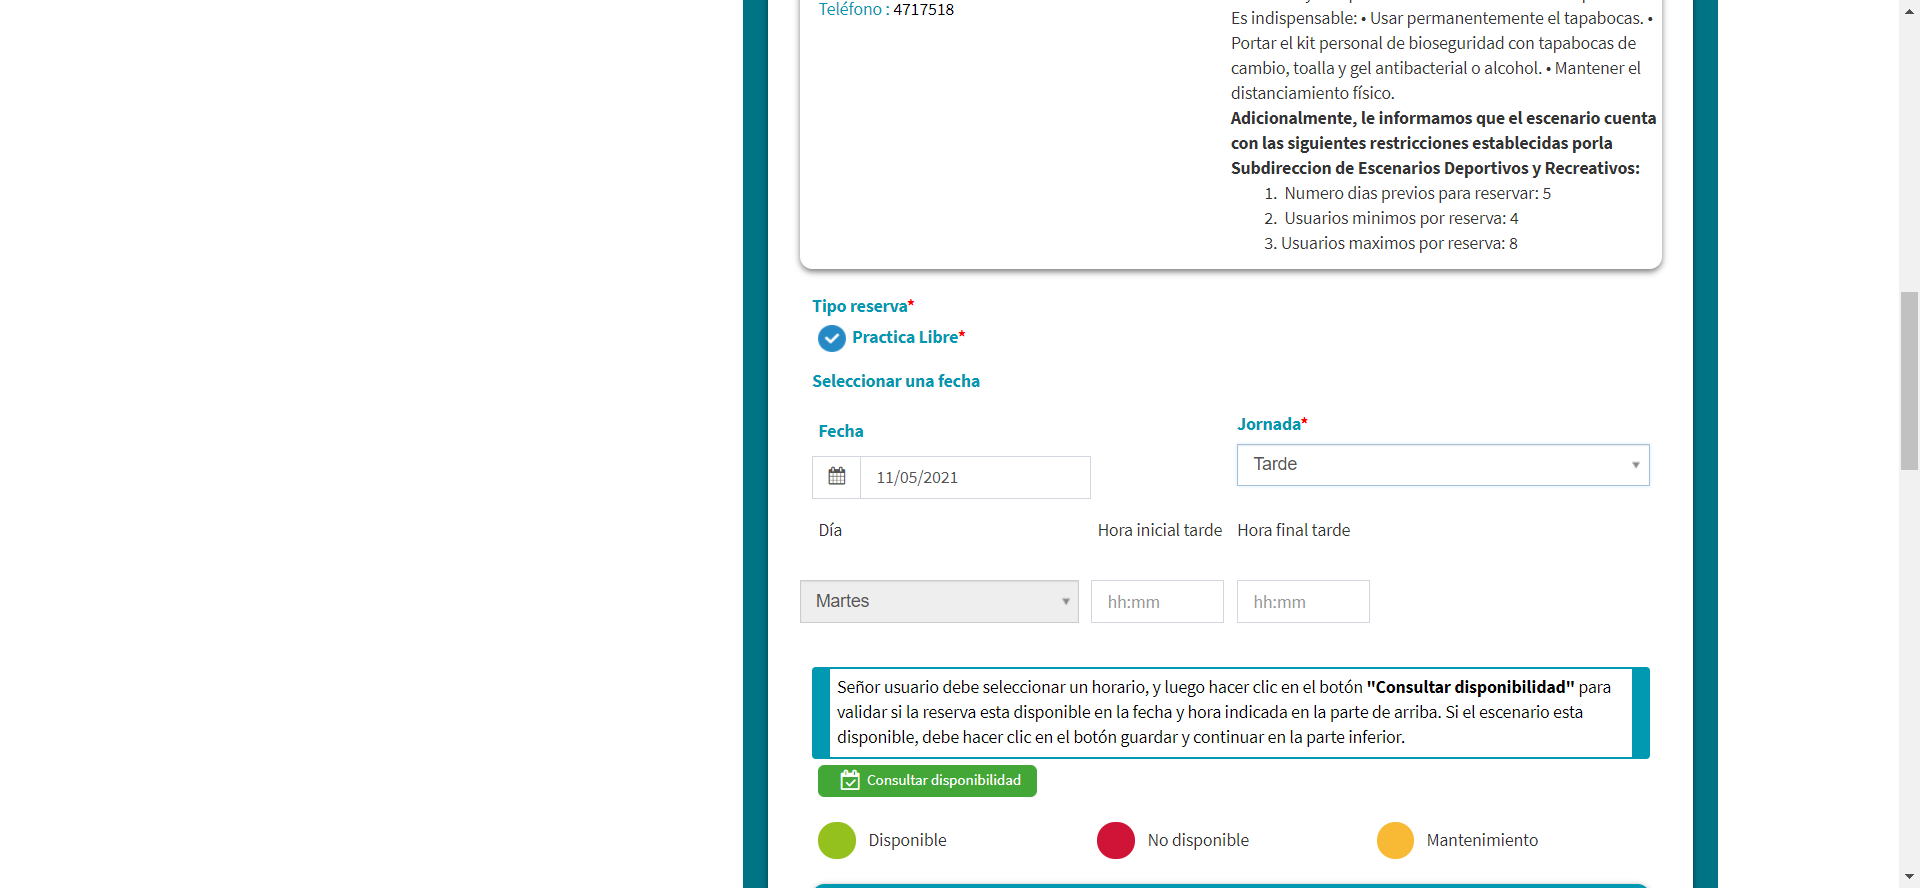 Teléfono : 4717518
Es indispensable: • Usar permanentemente el tapabocas. •
Portar el kit personal de bioseguridad con tapabocas de
cambio, toalla y gel antibacterial o alcohol. • Mantener el
distanciamiento físico.
Adicionalmente, le informamos que el escenario cuenta
con las siguientes restricciones establecidas porla
Subdireccion de Escenarios Deportivos y Recreativos:
1. Numero dias previos para reservar: 5
2. Usuarios minimos por reserva: 4
3. Usuarios maximos por reserva: 8
Tipo reserva*
Practica Libre*
Seleccionar una fecha
Fecha
Jornada*
11/05/2021
Tarde
Día
Hora inicial tarde
Hora final tarde
Martes
hh:mm
hh:mm
Señor usuario debe seleccionar un horario, y luego hacer clic en el botón "Consultar disponibilidad" para
validar si la reserva esta disponible en la fecha y hora indicada en la parte de arriba. Si el escenario esta
disponible, debe hacer clic en el botón guardar y continuar en la parte inferior.
Consultar disponibilidad
Disponible
No disponible
Mantenimiento